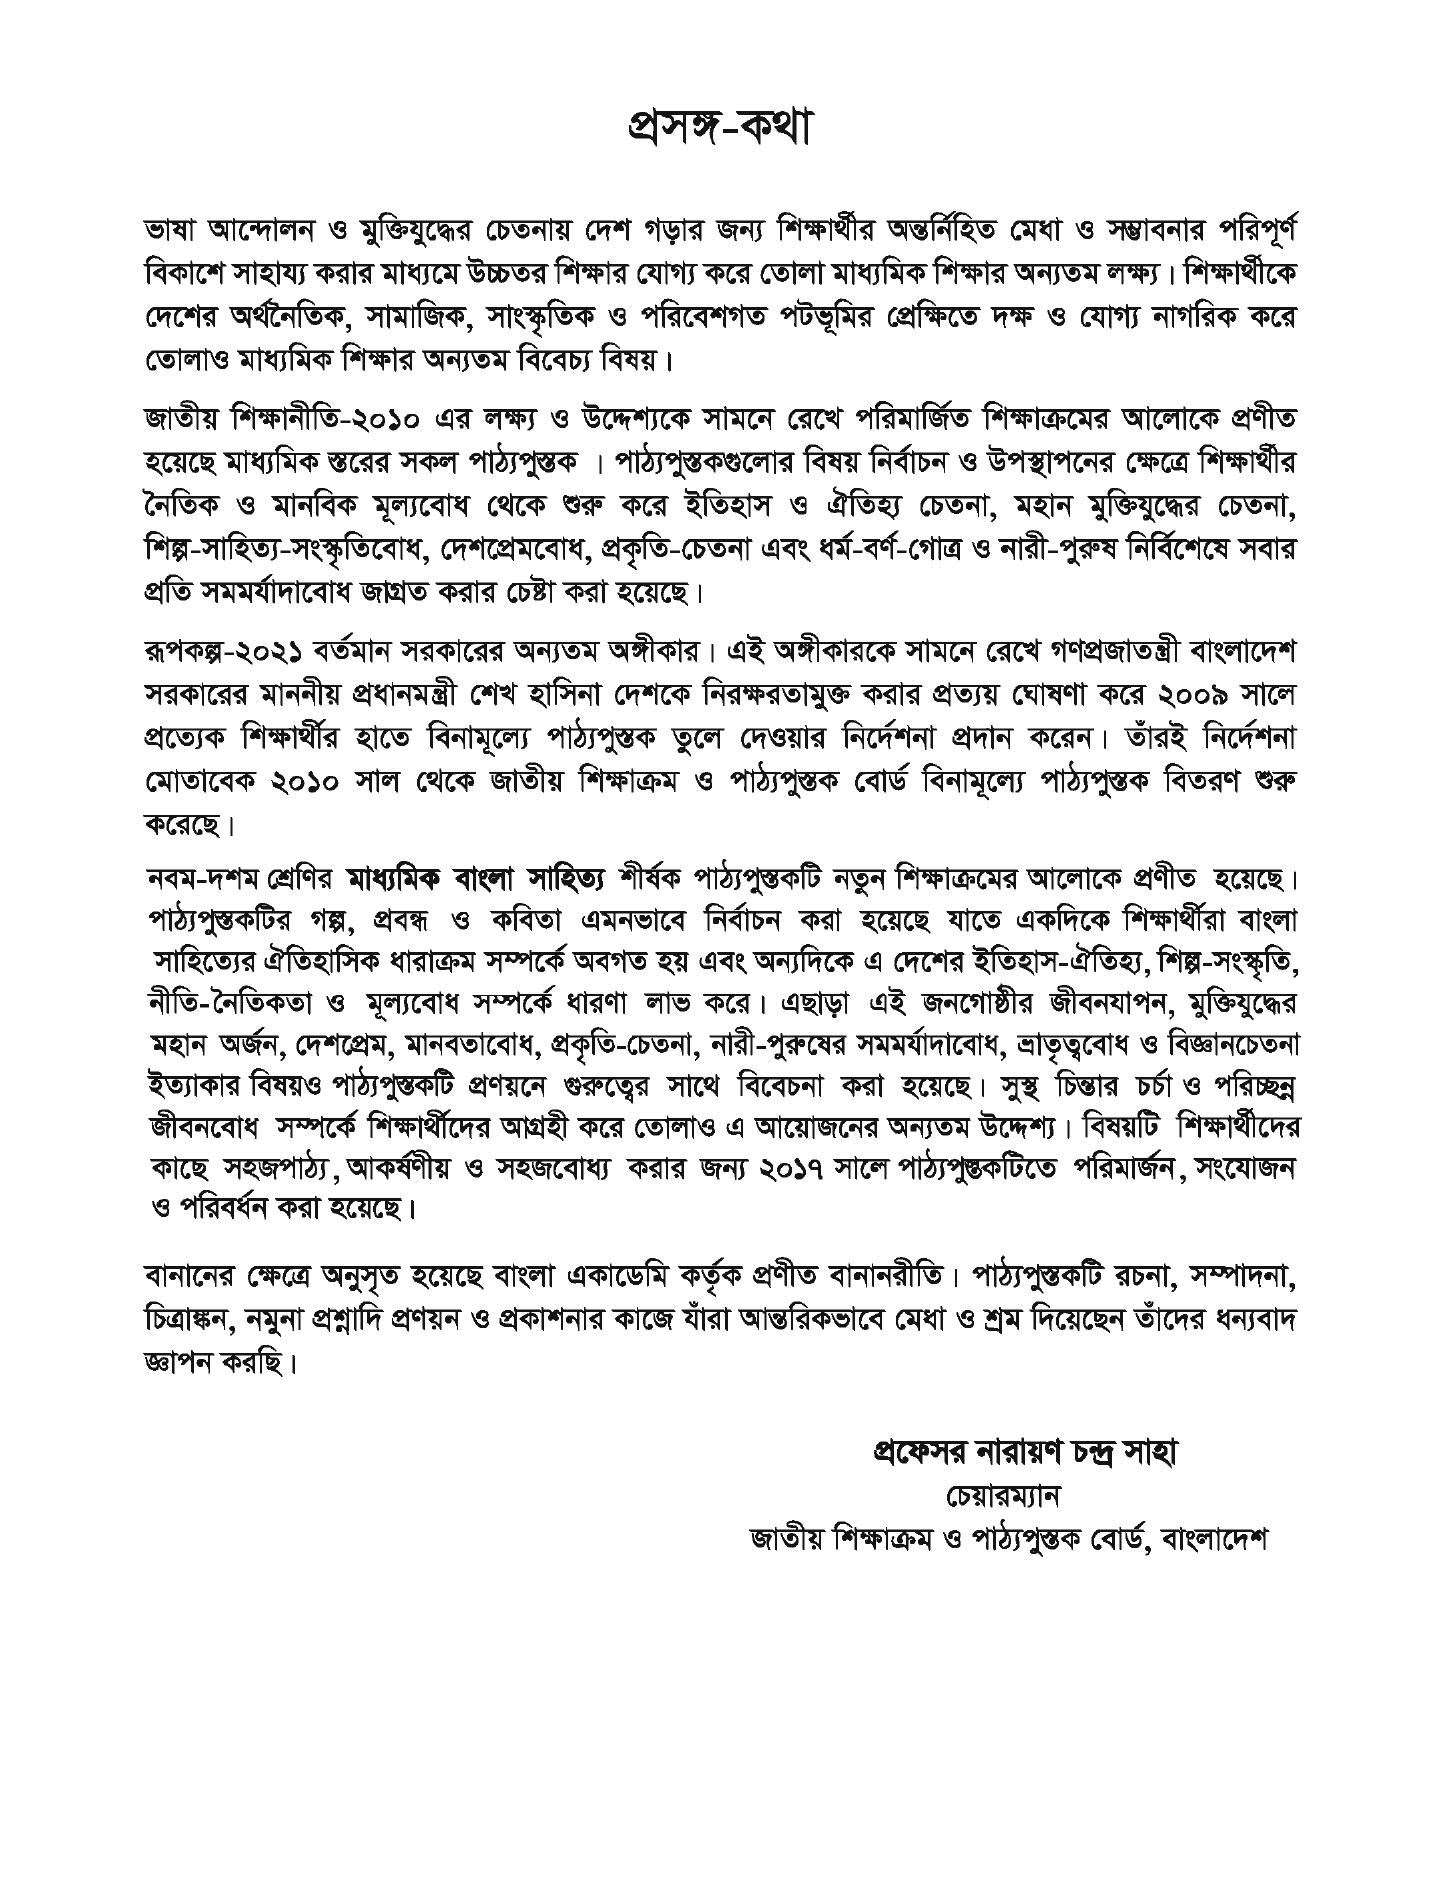 প্রসঙ্গ-কথা
ভাষা আন্দোলন ও মুক্তিযুদ্ধের চেতনায় দেশ গড়ার জন্য শিক্ষার্থীর অন্তর্নিহিত মেধা ও সম্ভাবনার পরিপূর্ণ
বিকাশে সাহায্য করার মাধ্যমে উচ্চতর শিক্ষার যোগ্য করে তোলা মাধ্যমিক শিক্ষার অন্যতম লক্ষ্য। শিক্ষার্থীকে
দেশের অর্থনৈতিক, সামাজিক, সাংস্কৃতিক ও পরিবেশগত পটভূমির প্রেক্ষিতে দক্ষ ও যোগ্য নাগরিক করে
তোলাও মাধ্যমিক শিক্ষার অন্যতম বিবেচ্য বিষয়।
জাতীয় শিক্ষানীতি-২০১০ এর লক্ষ্য ও উদ্দেশ্যকে সামনে রেখে পরিমার্জিত শিক্ষাক্রমের আলোকে প্রণীত
হয়েছে মাধ্যমিক স্তরের সকল পাঠ্যপুস্তক । পাঠ্যপুস্তকগুলোর বিষয় নির্বাচন ও উপস্থাপনের ক্ষেত্রে শিক্ষার্থীর
নৈতিক ও মানবিক মূল্যবোধ থেকে শুরু করে ইতিহাস ও ঐতিহ্য চেতনা, মহান মুক্তিযুদ্ধের চেতনা,
শিল্প-সাহিত্য-সংস্কৃতিবোধ, দেশপ্রেমবোধ, প্রকৃতি-চেতনা এবং ধর্ম-বর্ণ-গোত্র ও নারী-পুরুষ নির্বিশেষে সবার
প্রতি সমমর্যাদাবোধ জাগ্রত করার চেষ্টা করা হয়েছে।
রূপকল্প-২০২১ বর্তমান সরকারের অন্যতম অঙ্গীকার। এই অঙ্গীকারকে সামনে রেখে গণপ্রজাতন্ত্রী বাংলাদেশ
সরকারের মাননীয় প্রধানমন্ত্রী শেখ হাসিনা দেশকে নিরক্ষরতামুক্ত করার প্রত্যয় ঘোষণা করে ২০০৯ সালে
প্রত্যেক শিক্ষার্থীর হাতে বিনামূল্যে পাঠ্যপুস্তক তুলে দেওয়ার নির্দেশনা প্রদান করেন। তাঁরই নির্দেশনা
মোতাবেক ২০১০ সাল থেকে জাতীয় শিক্ষাক্রম ও পাঠ্যপুস্তক বোর্ড বিনামূল্যে পাঠ্যপুস্তক বিতরণ শুরু
করেছে।
নবম-দশম শ্রেণির মাধ্যমিক বাংলা সাহিত্য শীর্ষক পাঠ্যপুস্তকটি নতুন শিক্ষাক্রমের আলোকে প্রণীত হয়েছে।
পাঠ্যপুস্তকটির গল্প, প্রবন্ধ ও কবিতা এমনভাবে নির্বাচন করা হয়েছে যাতে একদিকে শিক্ষার্থীরা বাংলা
সাহিত্যের ঐতিহাসিক ধারাক্রম সম্পর্কে অবগত হয় এবং অন্যদিকে এ দেশের ইতিহাস-ঐতিহ্য, শিল্প-সংস্কৃতি,
নীতি-নৈতিকতা ও মূল্যবোধ সম্পর্কে ধারণা লাভ করে। এছাড়া এই জনগোষ্ঠীর জীবনযাপন, মুক্তিযুদ্ধের
মহান অর্জন, দেশপ্রেম, মানবতাবোধ, প্রকৃতি-চেতনা, নারী-পুরুষের সমমর্যাদাবোধ, ভ্রাতৃত্ববোধ ও বিজ্ঞানচেতনা
ইত্যাকার বিষয়ও পাঠ্যপুস্তকটি প্রণয়নে গুরুত্বের সাথে বিবেচনা করা হয়েছে। সুস্থ চিন্তার চর্চা ও পরিচ্ছন্ন
জীবনবোধ সম্পর্কে শিক্ষার্থীদের আগ্রহী করে তোলাও এ আয়োজনের অন্যতম উদ্দেশ্য। বিষয়টি শিক্ষার্থীদের
কাছে সহজপাঠ্য, আকর্ষণীয় ও সহজবোধ্য করার জন্য ২০১৭ সালে পাঠ্যপুস্তকটিতে পরিমার্জন, সংযোজন
ও পরিবর্ধন করা হয়েছে।
বানানের ক্ষেত্রে অনুসৃত হয়েছে বাংলা একাডেমি কর্তৃক প্রণীত বানানরীতি। পাঠ্যপুস্তকটি রচনা, সম্পাদনা,
চিত্রাঙ্কন, নমুনা প্রশ্নাদি প্রণয়ন ও প্রকাশনার কাজে যাঁরা আন্তরিকভাবে মেধা ও শ্রম দিয়েছেন তাঁদের ধন্যবাদ
জ্ঞাপন করছি।
প্রফেসর নারায়ণ চন্দ্র সাহা
চেয়ারম্যান
জাতীয় শিক্ষাক্রম ও পাঠ্যপুস্তক বোর্ড, বাংলাদেশ